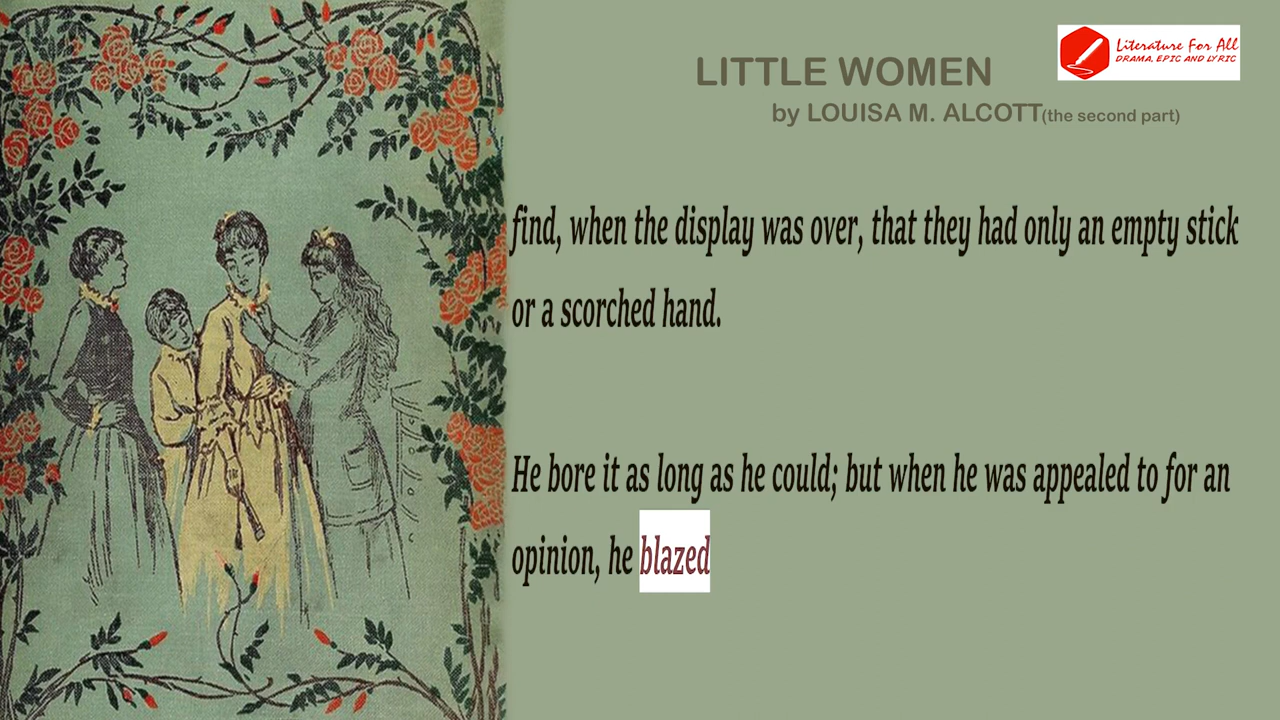 LITTLE WOMEN
by LOUISA M. ALCOTT(the second part)
Literature For All
DRAMA, EPIC AND LYRIC
find, when the display was over, that they had only an empty stick
or a scorched hand.
He bore it as long as he could; but when he was appealed to for an
opinion, he blazed